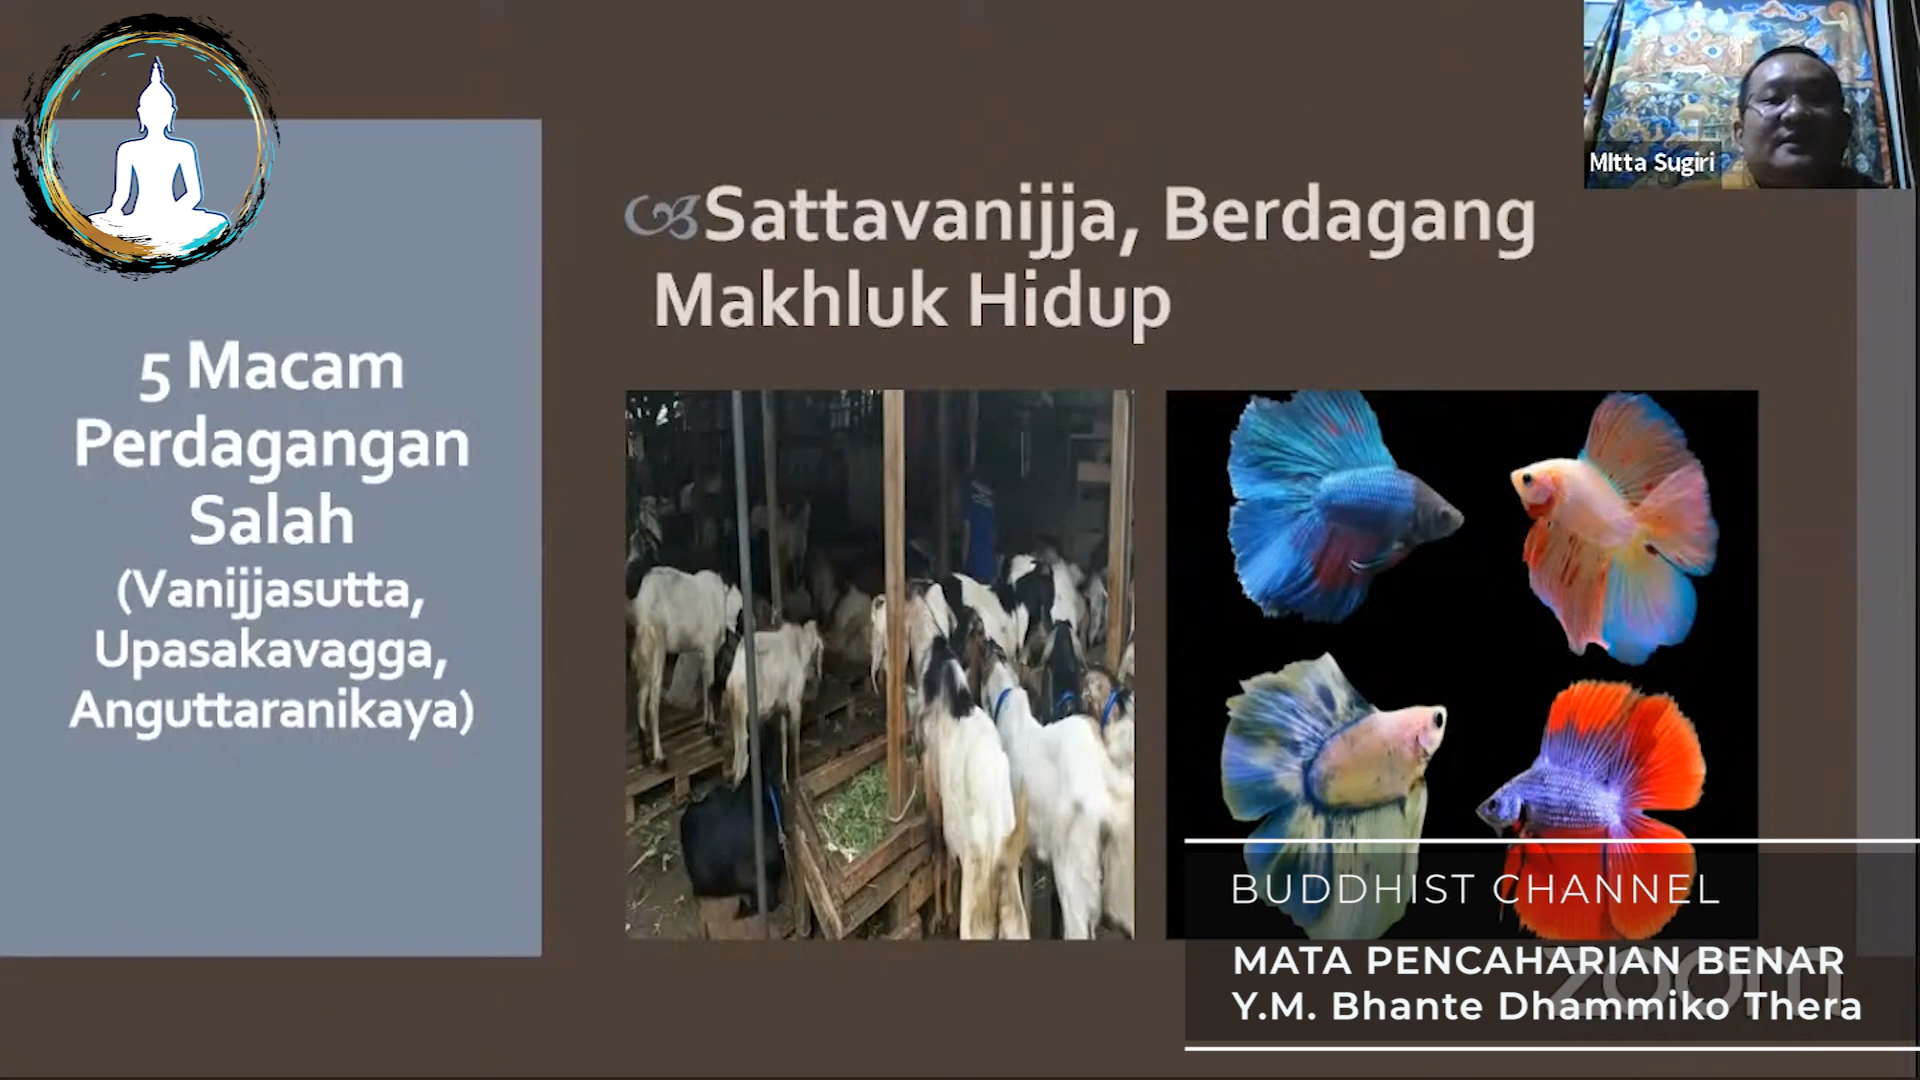 5 Macam
Perdagangan
Salah
(Vanijjasutta,
Upasakavagga,
Anguttaranikaya)
Sattavanijja, Berdagang
Makhluk Hidup
MItta Sugiri
BUDDHIST CHANNEL
MATA PENCAHARIAN BENAR
Y.M. Bhante Dhammiko Thera
zoom